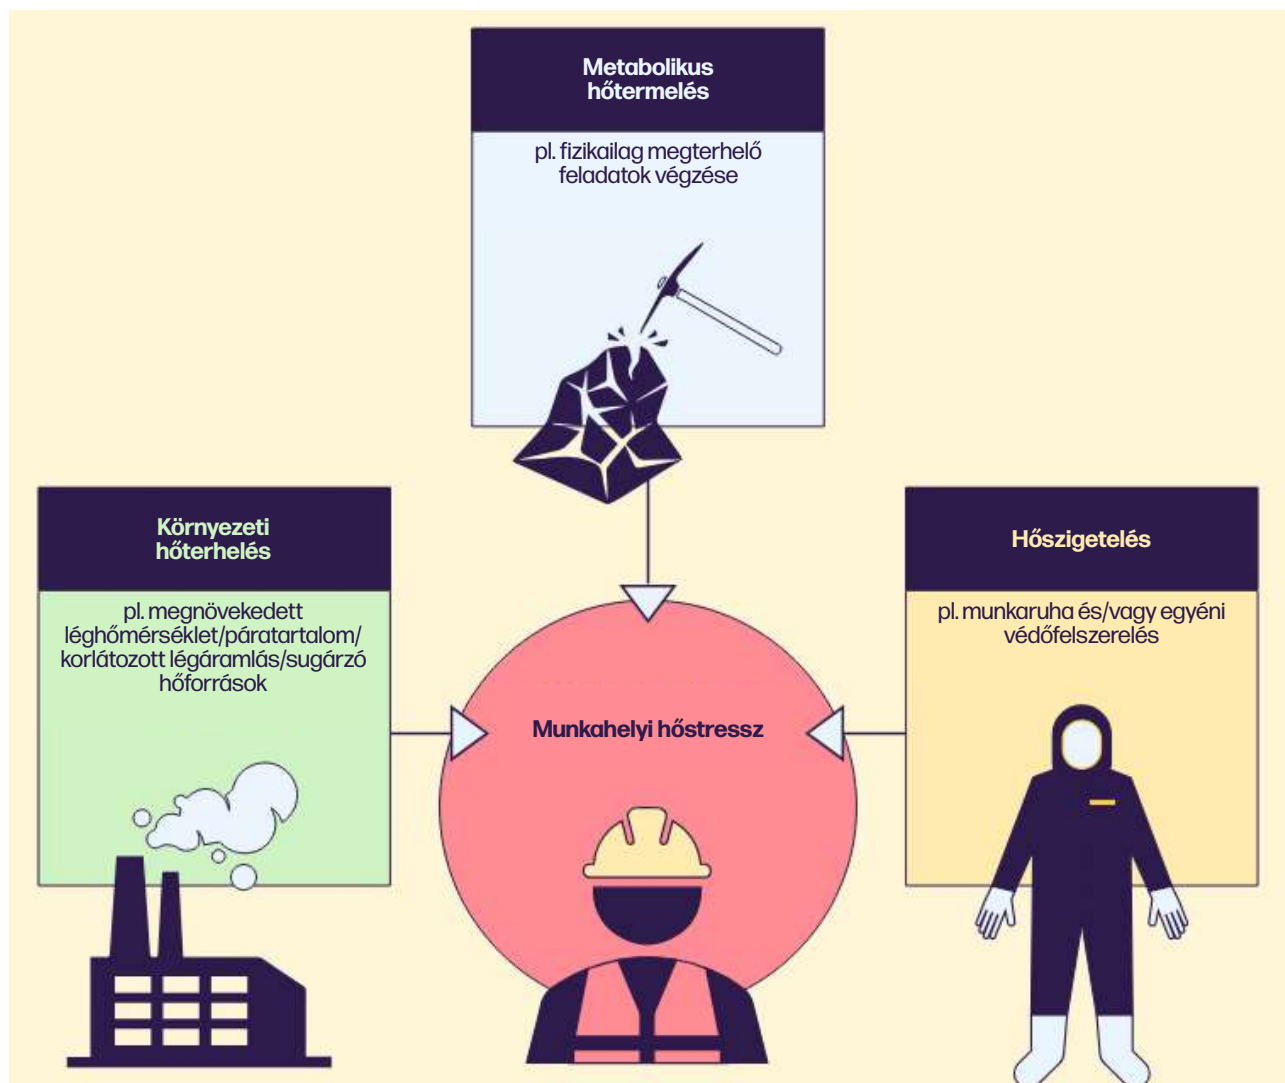 Metabolikus
hőtermelés
pl. fizikailag megterhelő
feladatok végzése
Környezeti
hőterhelés
pl. megnövekedett
léghőmérséklet/páratartalom/
korlátozott légáramlás/sugárzó
hőforrások
Hőszigetelés
pl. munkaruha és/vagy egyéni
védőfelszerelés
Munkahelyi hőstressz